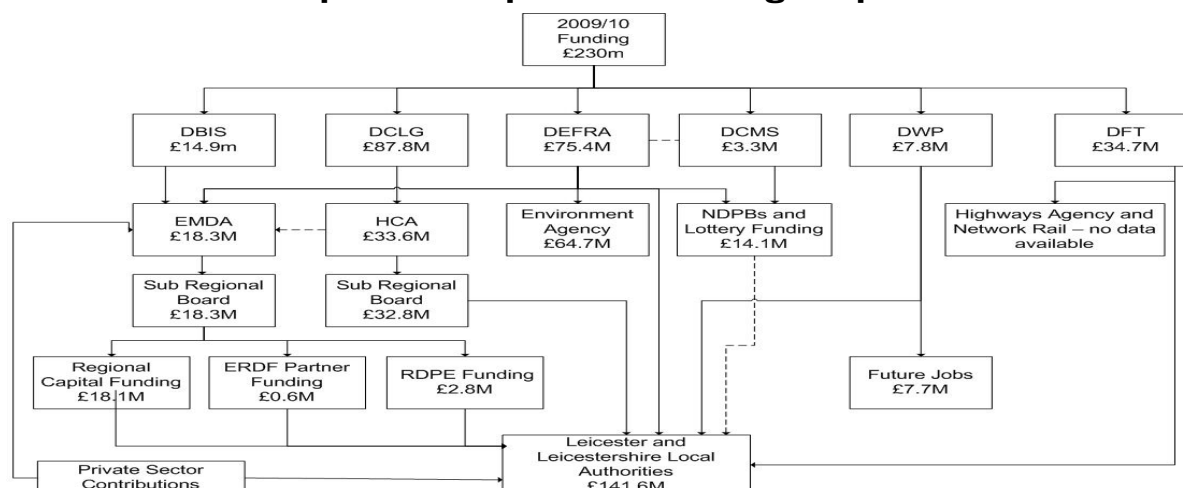 2009/10
Funding
£230m
DBIS
£14.9m
DCLG
£87.8M
DEFRA
£75.4M
DCMS
£3.3M
DWP
£7.8M
DFT
£34.7M
EMDA
£18.3M
HCA
£33.6M
Environment
Agency
£64.7M
NDPBs and
Lottery Funding
£14.1M
Highways Agency and
Network Rail – no data
available
Sub Regional
Board
£18.3M
Sub Regional
Board
£32.8M
Regional
Capital Funding
£18.1M
ERDF Partner
Funding
£0.6M
RDPE Funding
£2.8M
Future Jobs
£7.7M
Leicester and
Leicestershire Local
Authorities
£141.6M
Private Sector
Contributions